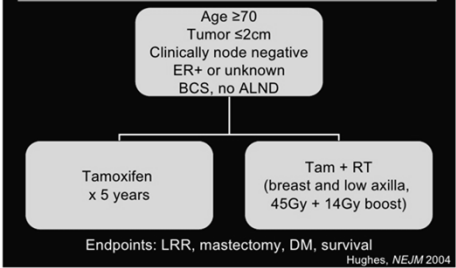 Age ≥70
Tumor ≤2cm
Clinically node negative
ER+ or unknown
BCS, no ALND
Tamoxifen
x 5 years
Tam + RT
(breast and low axilla,
45Gy + 14Gy boost)
Endpoints: LRR, mastectomy, DM, survival
Hughes, NEJM 2004